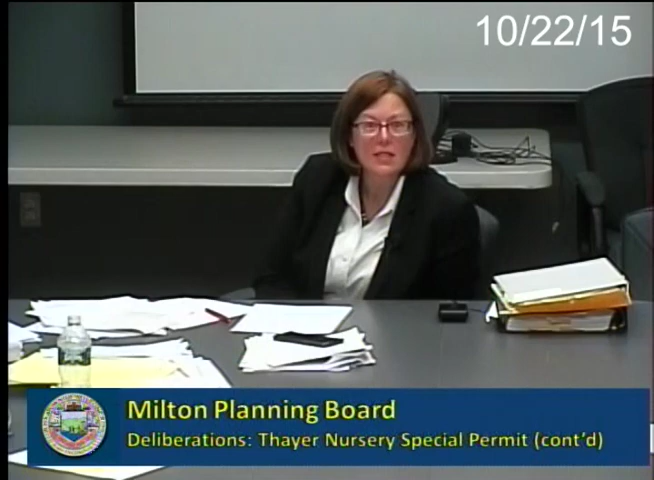 10/22/15
Milton Planning Board
Deliberations: Thayer Nursery Special Permit (cont'd)